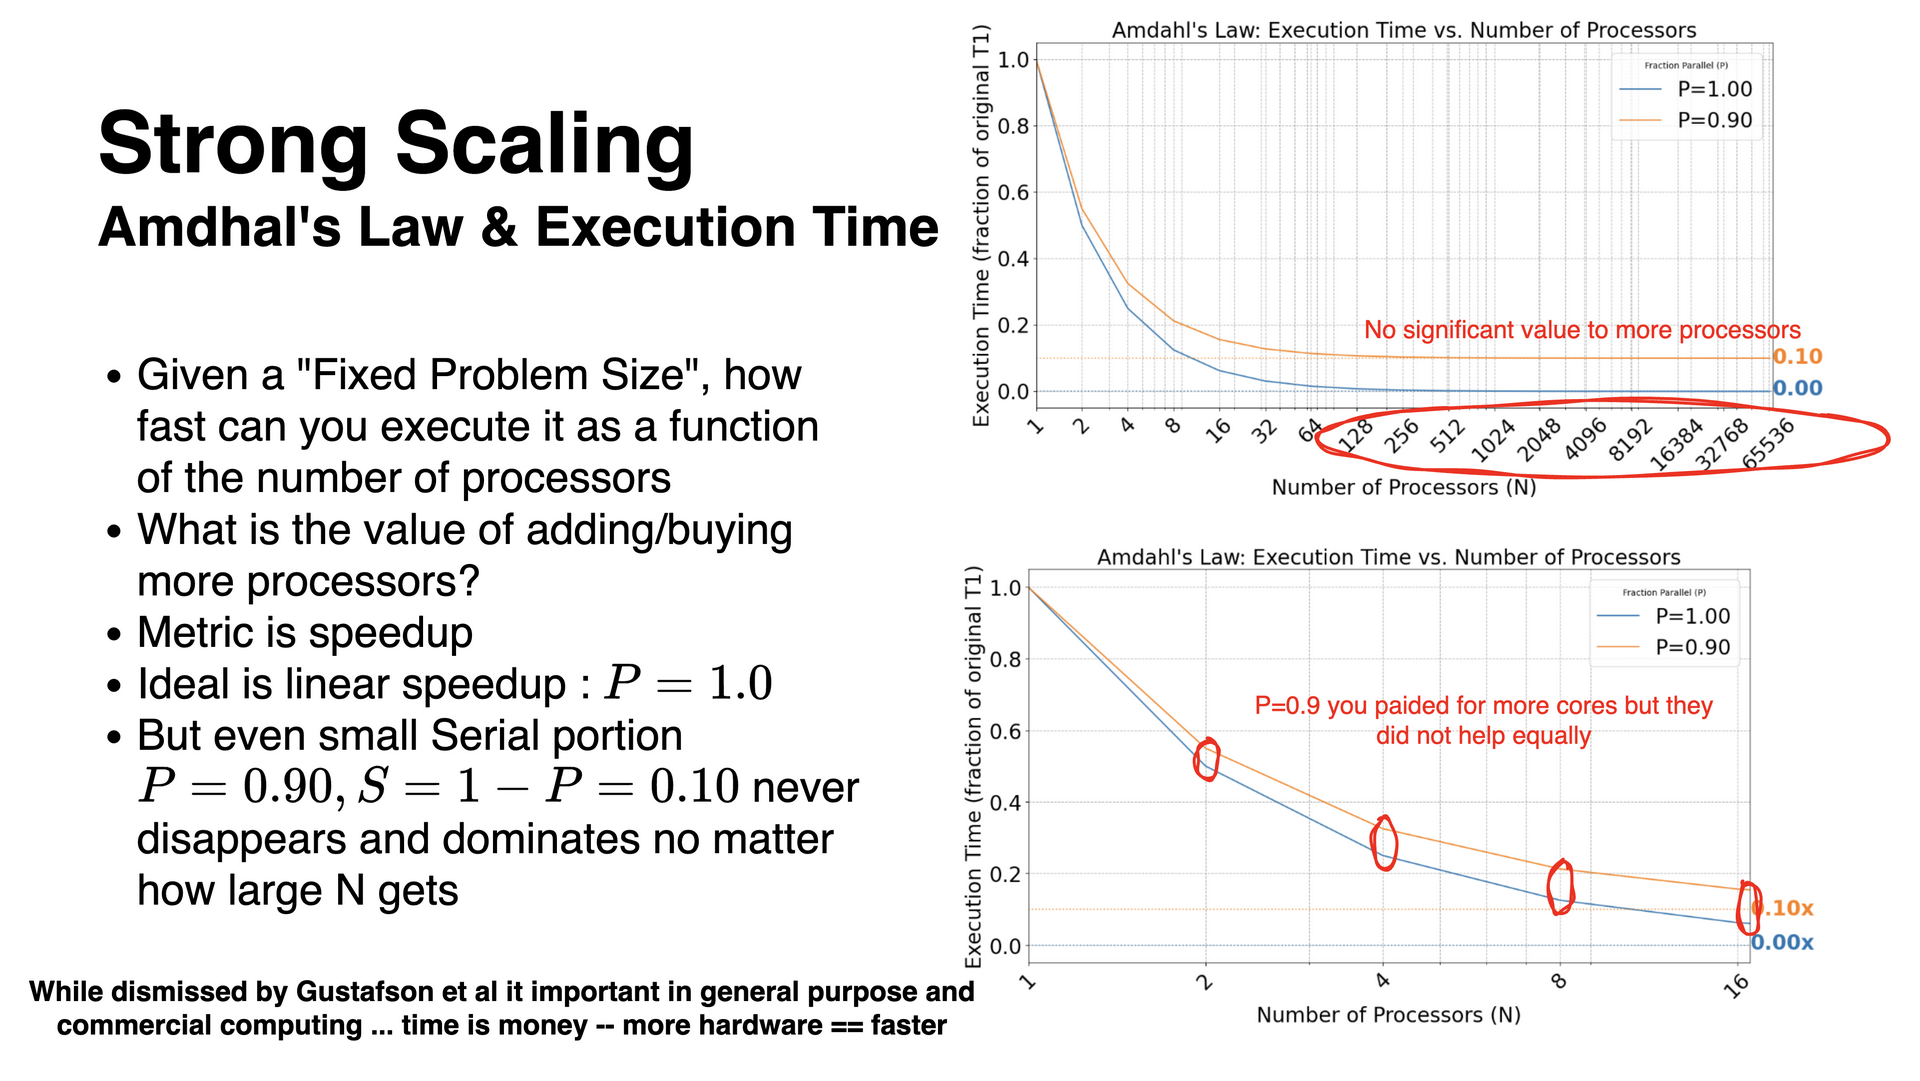 Strong Scaling
Amdhal's Law & Execution Time
• Given a "Fixed Problem Size", how
fast can you execute it as a function
of the number of processors
• What is the value of adding/buying
more processors?
• Metric is speedup
• Ideal is linear speedup : P = 1.0
• But even small Serial portion
P = 0.90, S = 1 − P = 0.10 never
disappears and dominates no matter
how large N gets
While dismissed by Gustafson et al it important in general purpose and
commercial computing ... time is money -- more hardware == faster
Amdahl's Law: Execution Time vs. Number of Processors
Execution Time (fraction of original T1)
1.0
0.8
0.6
0.4
0.2
0.0
Fraction Parallel (P)
P=1.00
P=0.90
No significant value to more processors
0.10
0.00
1 2 4 8 16 32 64 128 256 512 1024 2048 4096 8192 16384 32768 65536
Number of Processors (N)
Amdahl's Law: Execution Time vs. Number of Processors
Execution Time (fraction of original T1)
1.0
0.8
0.6
0.4
0.2
0.0
Fraction Parallel (P)
P=1.00
P=0.90
P=0.9 you paided for more cores but they
did not help equally
0.10x
0.00x
1 2 4 8 16
Number of Processors (N)